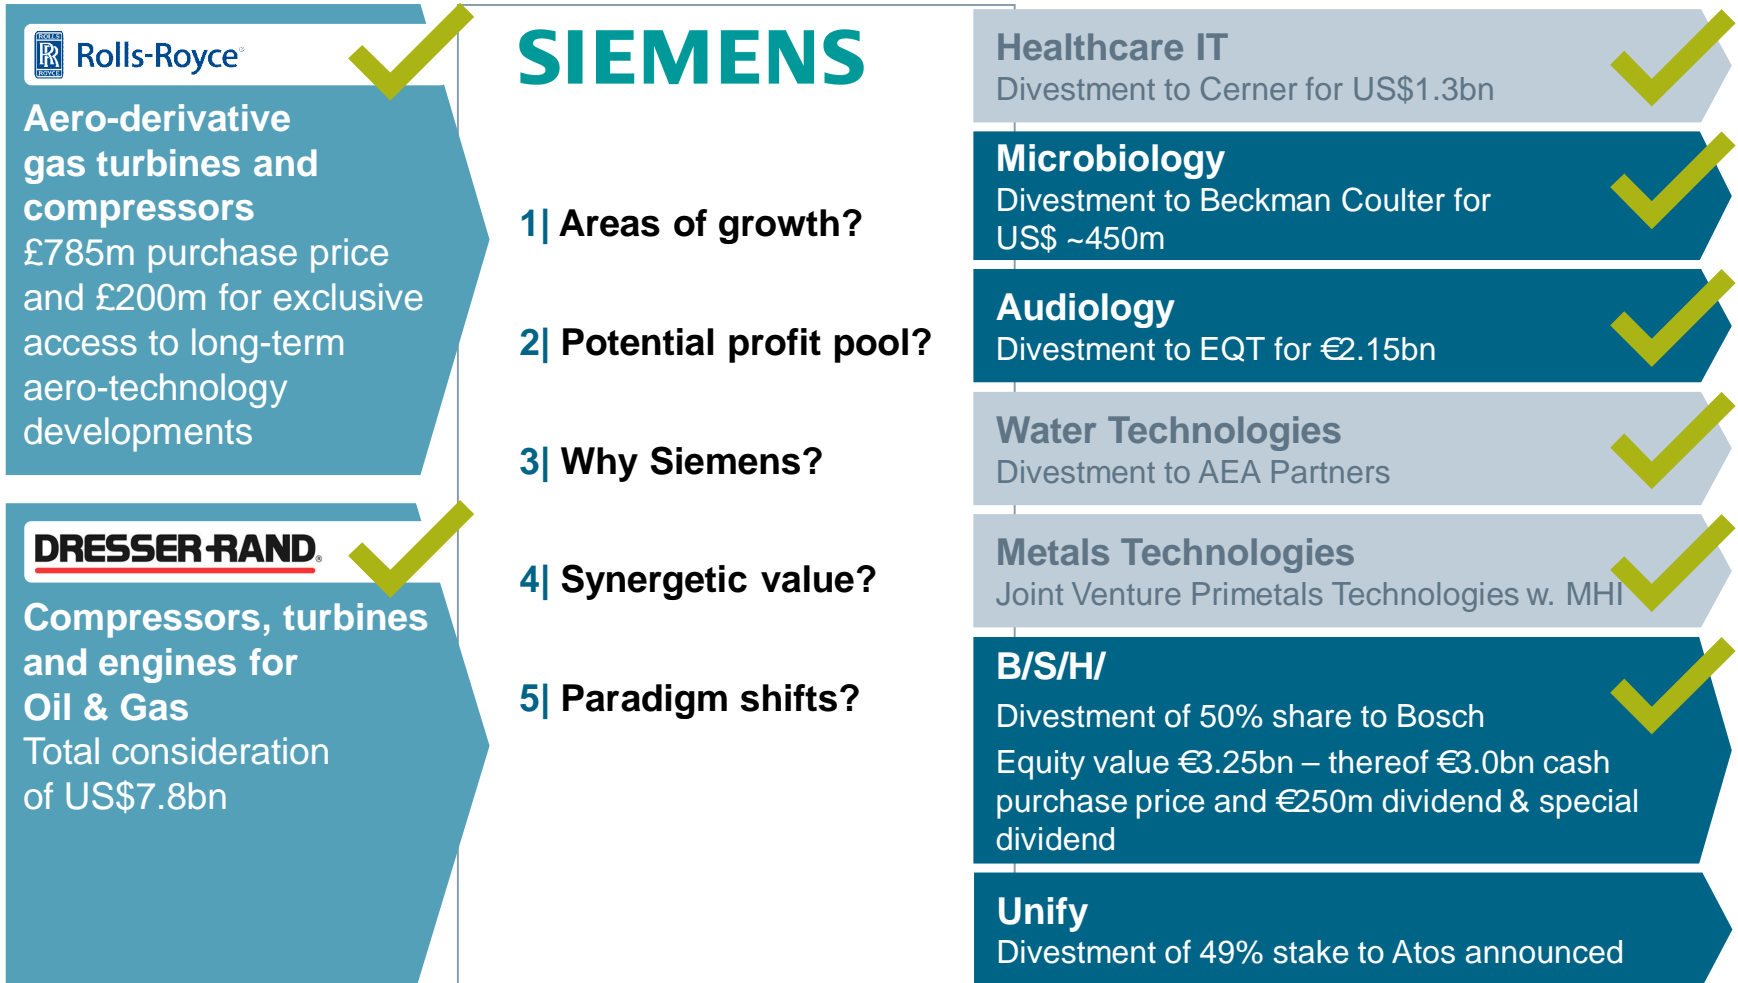 ROLLS
RR
ROYCE
Rolls-Royce
Aero-derivative
gas turbines and
compressors
£785m purchase price
and £200m for exclusive
access to long-term
aero-technology
developments
DRESSER-RAND®
Compressors, turbines
and engines for
Oil & Gas
Total consideration
of US$7.8bn
SIEMENS
1| Areas of growth?
2| Potential profit pool?
3| Why Siemens?
4| Synergetic value?
5| Paradigm shifts?
Healthcare IT
Divestment to Cerner for US$1.3bn
Microbiology
Divestment to Beckman Coulter for
US$ ~450m
Audiology
Divestment to EQT for €2.15bn
Water Technologies
Divestment to AEA Partners
Metals Technologies
Joint Venture Primetals Technologies w. MHI
B/S/H/
Divestment of 50% share to Bosch
Equity value €3.25bn – thereof €3.0bn cash
purchase price and €250m dividend & special
dividend
Unify
Divestment of 49% stake to Atos announced